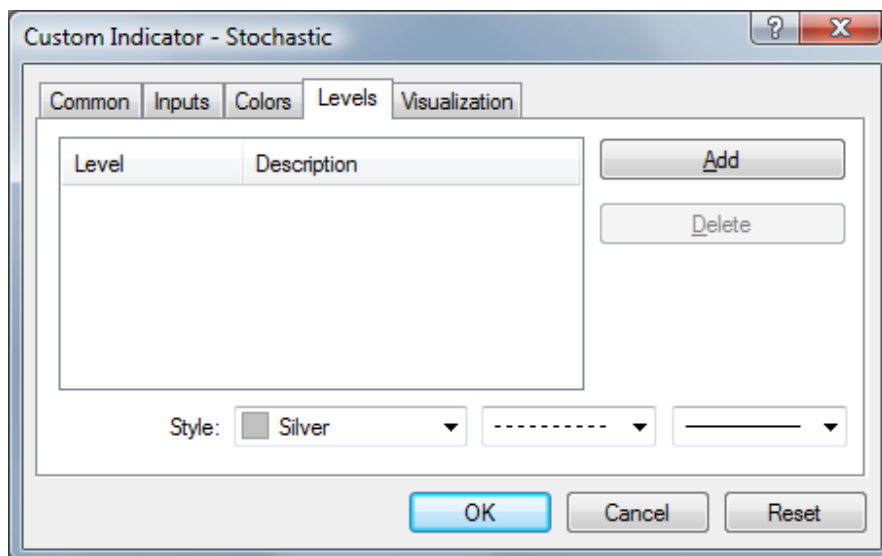 Custom Indicator - Stochastic
?
Common Inputs Colors Levels Visualization
Level Description
Add
Delete
Style: Silver
OK Cancel Reset